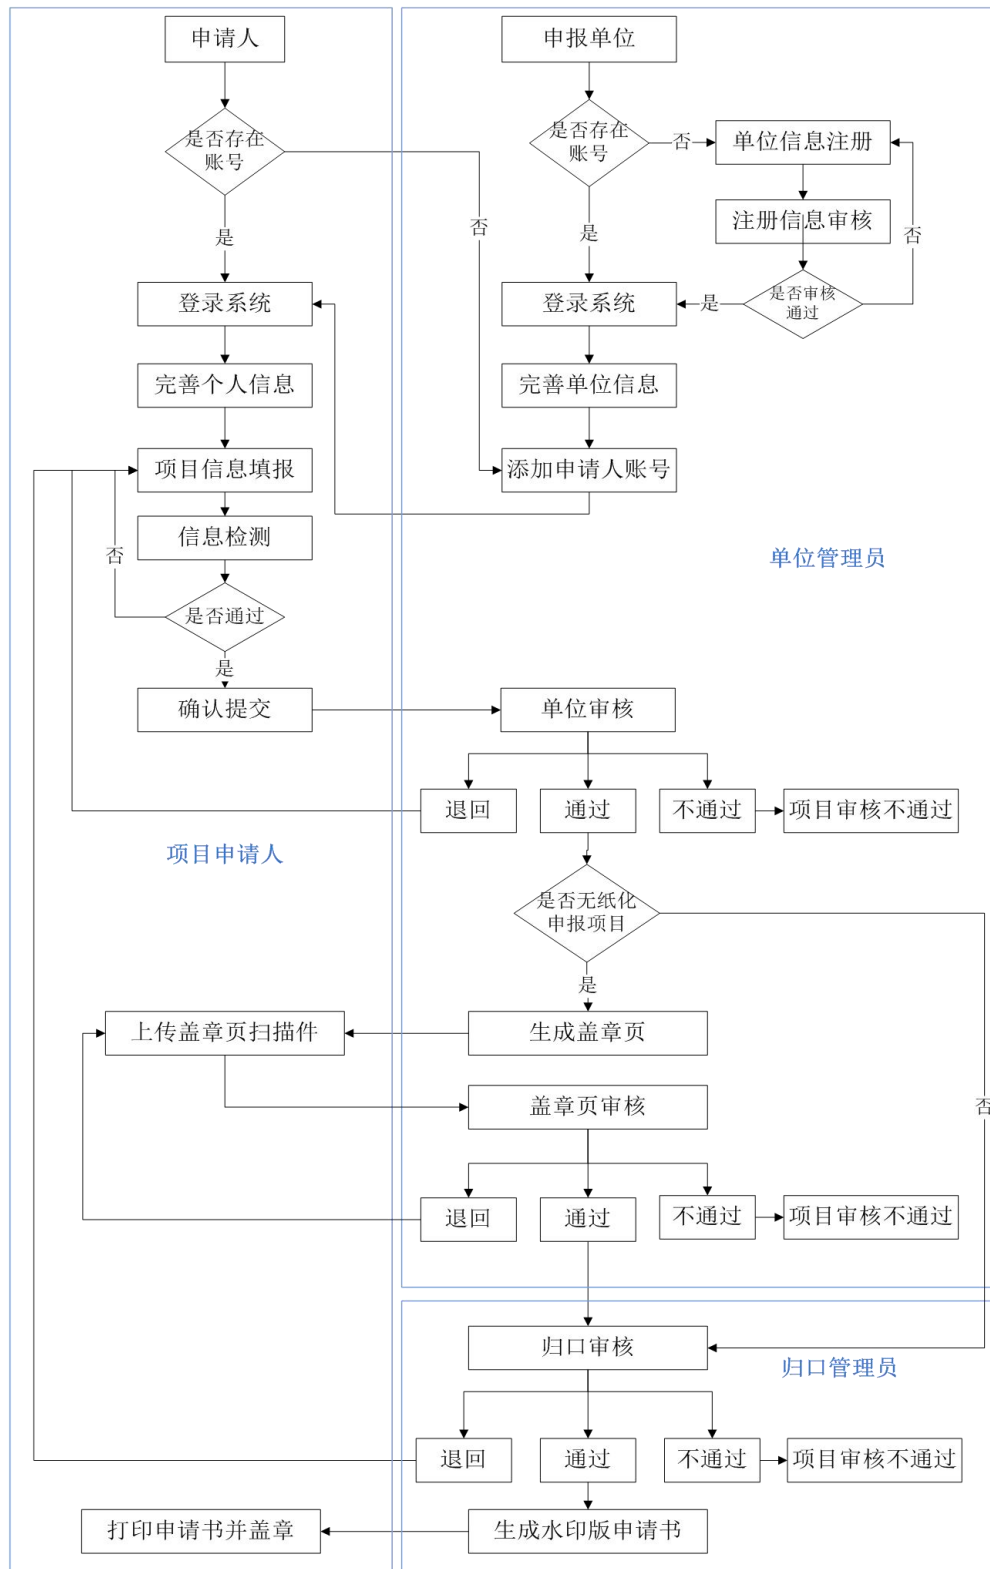 申请人
申报单位
是否存在
账号
是否存在
账号
否
单位信息注册
注册信息审核
否
否
是
是
登录系统
登录系统
是
是否审核
通过
完善个人信息
完善单位信息
项目信息填报
添加申请人账号
信息检测
否
单位管理员
是否通过
是
确认提交
单位审核
退回
通过
不通过
项目审核不通过
项目申请人
是否无纸化
申报项目
是
上传盖章页扫描件
生成盖章页
盖章页审核
否
退回
通过
不通过
项目审核不通过
归口审核
归口管理员
退回
通过
不通过
项目审核不通过
打印申请书并盖章
生成水印版申请书